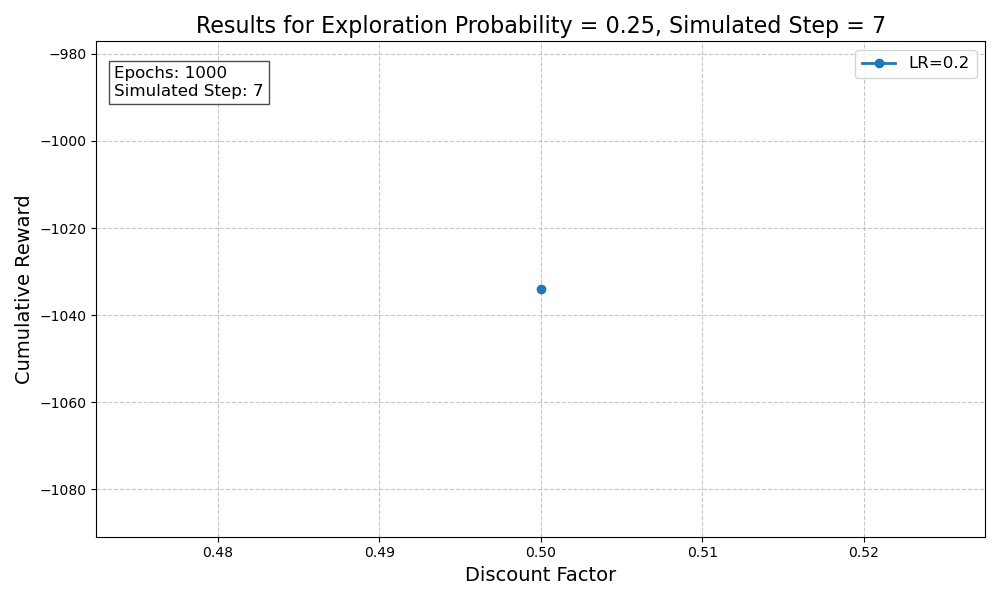 Results for Exploration Probability = 0.25, Simulated Step = 7
Epochs: 1000
Simulated Step: 7
LR=0.2
Cumulative Reward
−980
−1000
−1020
−1040
−1060
−1080
0.48
0.49
0.50
0.51
0.52
Discount Factor